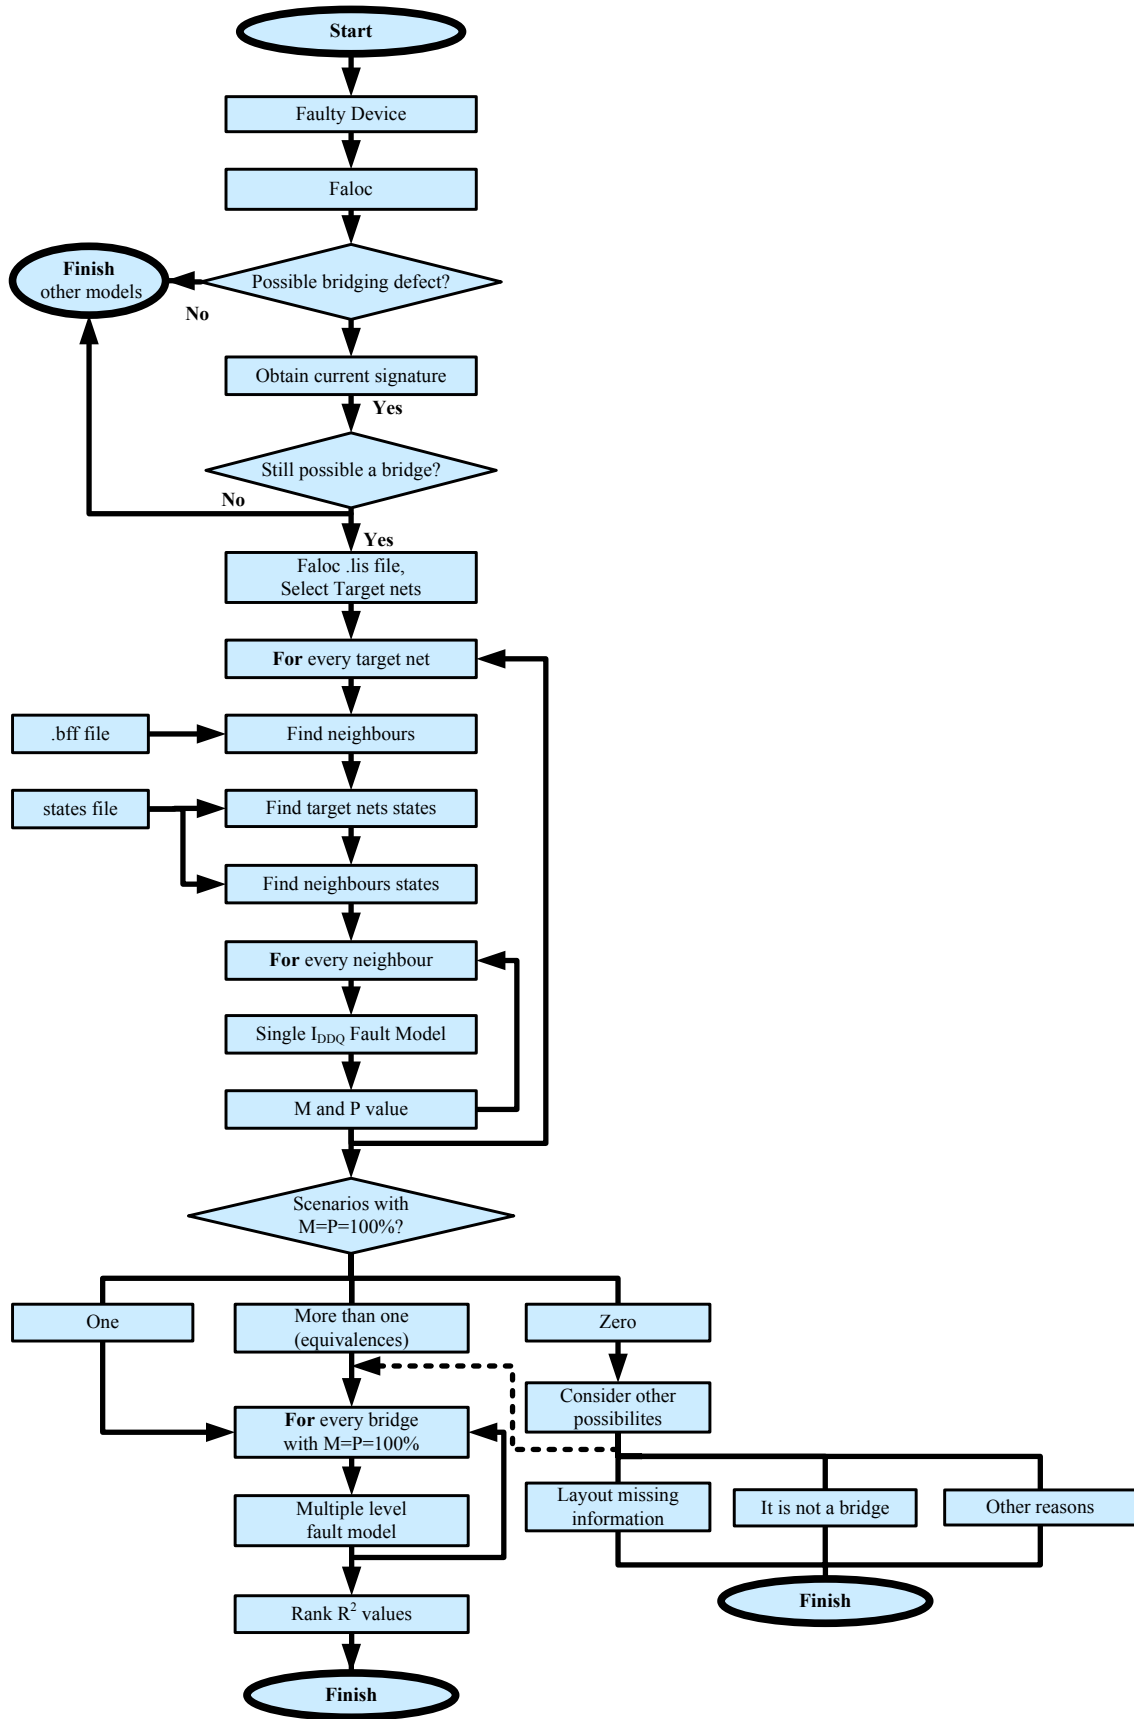 Start
Faulty Device
Faloc
Possible bridging defect?
Finish
other models
No
Obtain current signature
Yes
Still possible a bridge?
No
Yes
Faloc .lis file,
Select Target nets
For every target net
.bff file
Find neighbours
states file
Find target nets states
Find neighbours states
For every neighbour
Single IDDQ Fault Model
M and P value
Scenarios with
M=P=100%?
One
More than one
(equivalences)
Zero
Consider other
possibilites
For every bridge
with M=P=100%
Multiple level
fault model
Layout missing
information
It is not a bridge
Other reasons
Rank R² values
Finish
Finish